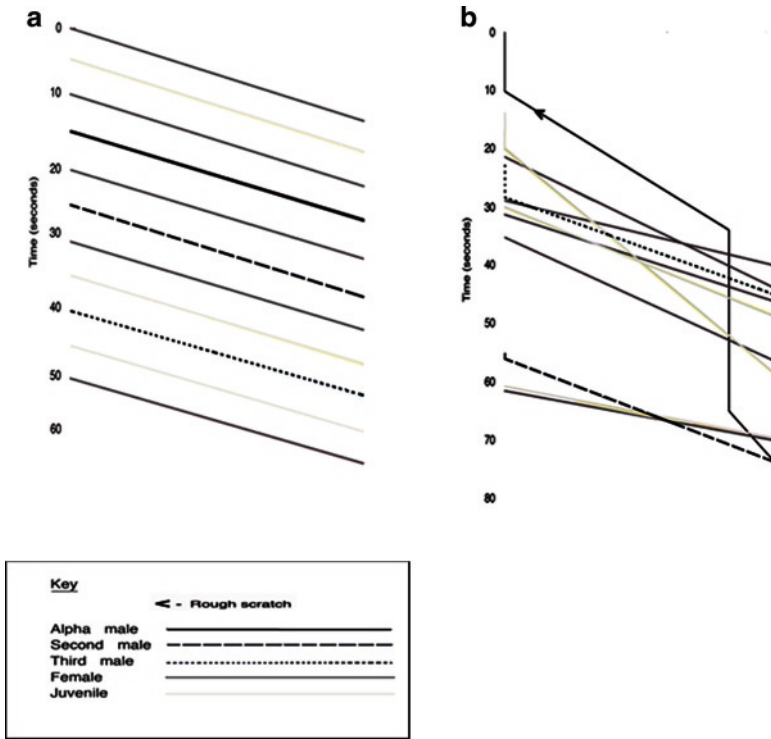 a
0
10
20
30
40
50
60
Time (seconds)
b
0
10
20
30
40
50
60
70
80
Time (seconds)
Key
- Rough scratch
Alpha male
Second male
Third male
Female
Juvenile